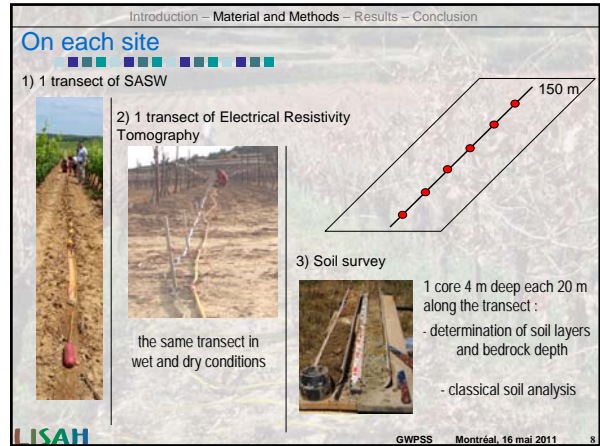 Introduction – Material and Methods – Results – Conclusion
On each site
1) 1 transect of SASW
2) 1 transect of Electrical Resistivity
Tomography
the same transect in
wet and dry conditions
150 m
3) Soil survey
1 core 4 m deep each 20 m
along the transect :
- determination of soil layers
and bedrock depth
- classical soil analysis
LISAH
GWPSS Montréal, 16 mai 2011 8